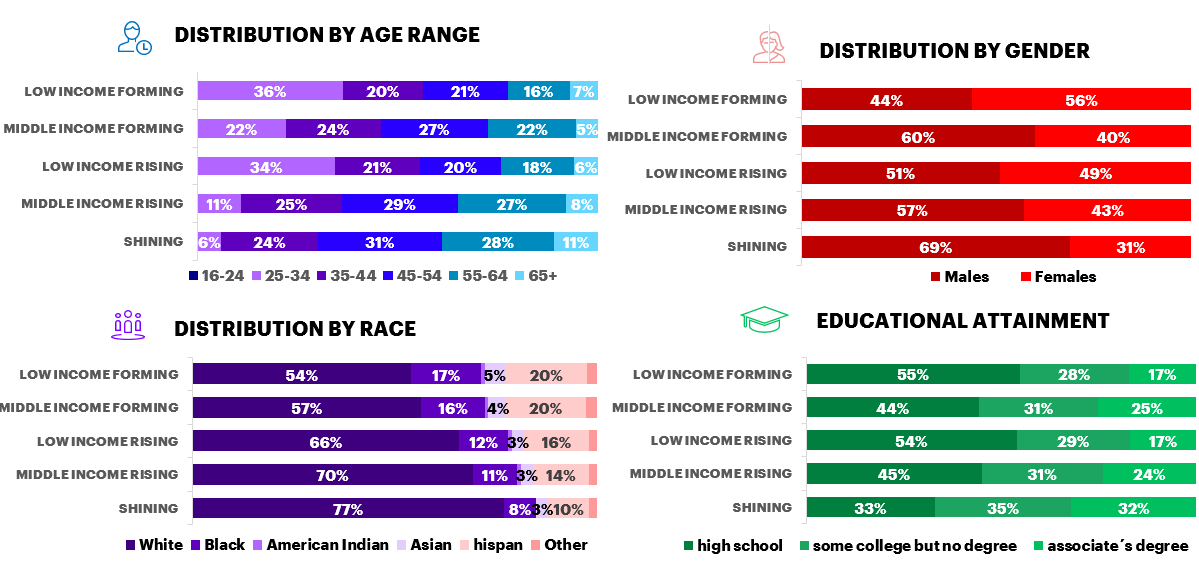 DISTRIBUTION BY AGE RANGE
LOW INCOME FORMING 36% 20% 21% 16% 7%
MIDDLE INCOME FORMING 22% 24% 27% 22% 5%
LOW INCOME RISING 34% 21% 20% 18% 6%
MIDDLE INCOME RISING 11% 25% 29% 27% 8%
SHINING 6% 24% 31% 28% 11%
16-24 25-34 35-44 45-54 55-64 65+
DISTRIBUTION BY GENDER
LOW INCOME FORMING 44% 56%
MIDDLE INCOME FORMING 60% 40%
LOW INCOME RISING 51% 49%
MIDDLE INCOME RISING 57% 43%
SHINING 69% 31%
Males Females
DISTRIBUTION BY RACE
LOW INCOME FORMING 54% 17% 5% 20%
MIDDLE INCOME FORMING 57% 16% 4% 20%
LOW INCOME RISING 66% 12% 3% 16%
MIDDLE INCOME RISING 70% 11% 3% 14%
SHINING 77% 8% 3% 10%
White Black American Indian Asian hispan Other
EDUCATIONAL ATTAINMENT
LOW INCOME FORMING 55% 28% 17%
MIDDLE INCOME FORMING 44% 31% 25%
LOW INCOME RISING 54% 29% 17%
MIDDLE INCOME RISING 45% 31% 24%
SHINING 33% 35% 32%
high school some college but no degree associate´s degree